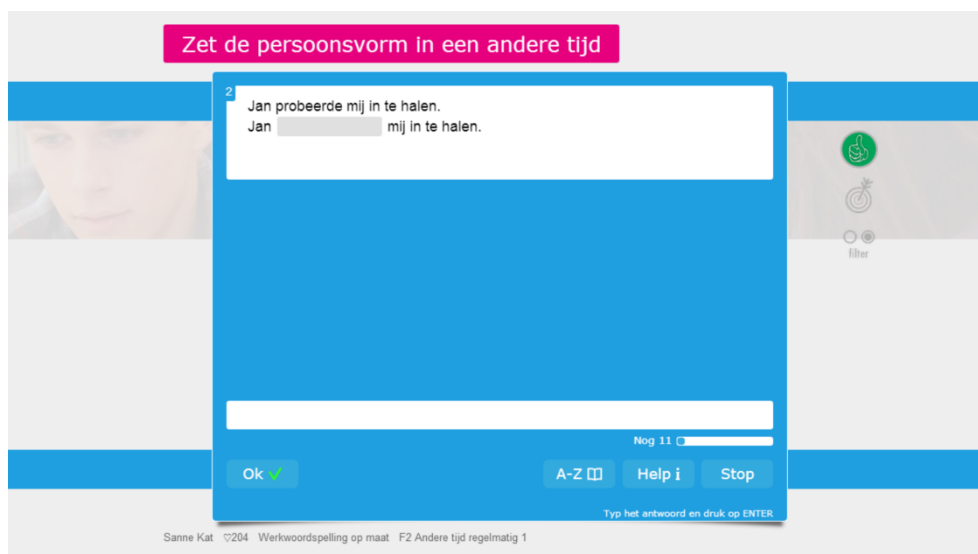 Zet de persoonsvorm in een andere tijd
2
Jan probeerde mij in te halen.
Jan mij in te halen.
filter
Nog 11
Ok
A-Z Help i Stop
Typ het antwoord en druk op ENTER
Sanne Kat ♡204 Werkwoordspelling op maat F2 Andere tijd regelmatig 1